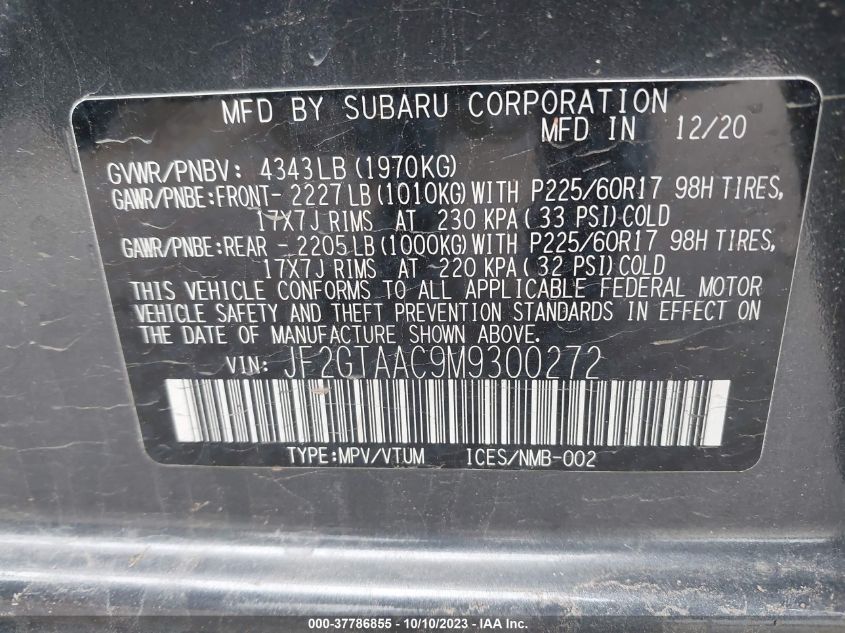 MFD BY SUBARU CORPORATION
MFD IN 12/20
GVWR/PNBV: 4343LB(1970KG)
GAWR/PNBE:FRONT- 2227LB(1010KG)WITH P225/60R17 98H TIRES,
17X7J RIMS AT 230 KPA(33 PSI)COLD
GAWR/PNBE:REAR - 2205LB(1000KG)WITH P225/60R17 98H TIRES,
17X7J RIMS AT 220 KPA(32 PSI)COLD
THIS VEHICLE CONFORMS TO ALL APPLICABLE FEDERAL MOTOR
VEHICLE SAFETY AND THEFT PREVENTION STANDARDS IN EFFECT ON
THE DATE OF MANUFACTURE SHOWN ABOVE.
VIN: JF2GTAAC9M9300272
TYPE:MPV/VTUM ICES/NMB-002
000-37786855 - 10/10/2023 - IAA Inc.